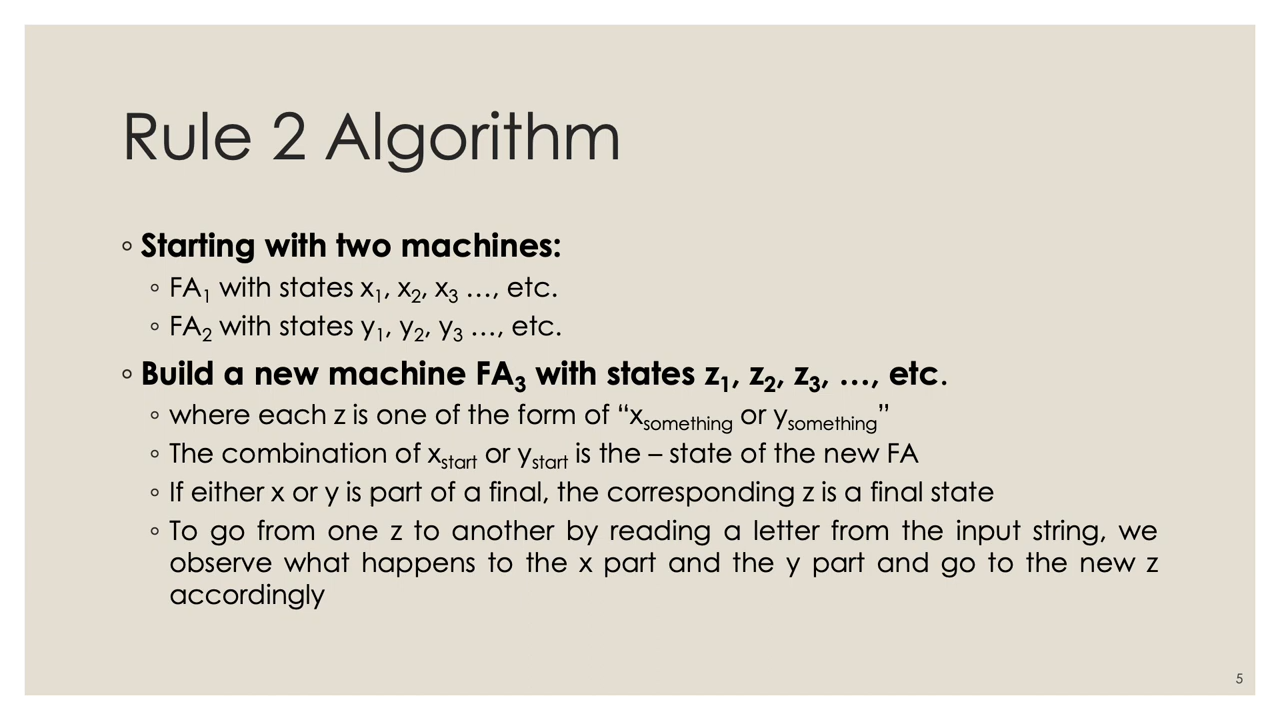 Rule 2 Algorithm
◦ Starting with two machines:
◦ FA₁ with states x₁, x₂, x₃ …, etc.
◦ FA₂ with states y₁, y₂, y₃ …, etc.
◦ Build a new machine FA₃ with states z₁, z₂, z₃, …, etc.
◦ where each z is one of the form of “xsomething or ysomething”
◦ The combination of xstart or ystart is the – state of the new FA
◦ If either x or y is part of a final, the corresponding z is a final state
◦ To go from one z to another by reading a letter from the input string, we
observe what happens to the x part and the y part and go to the new z
accordingly
5